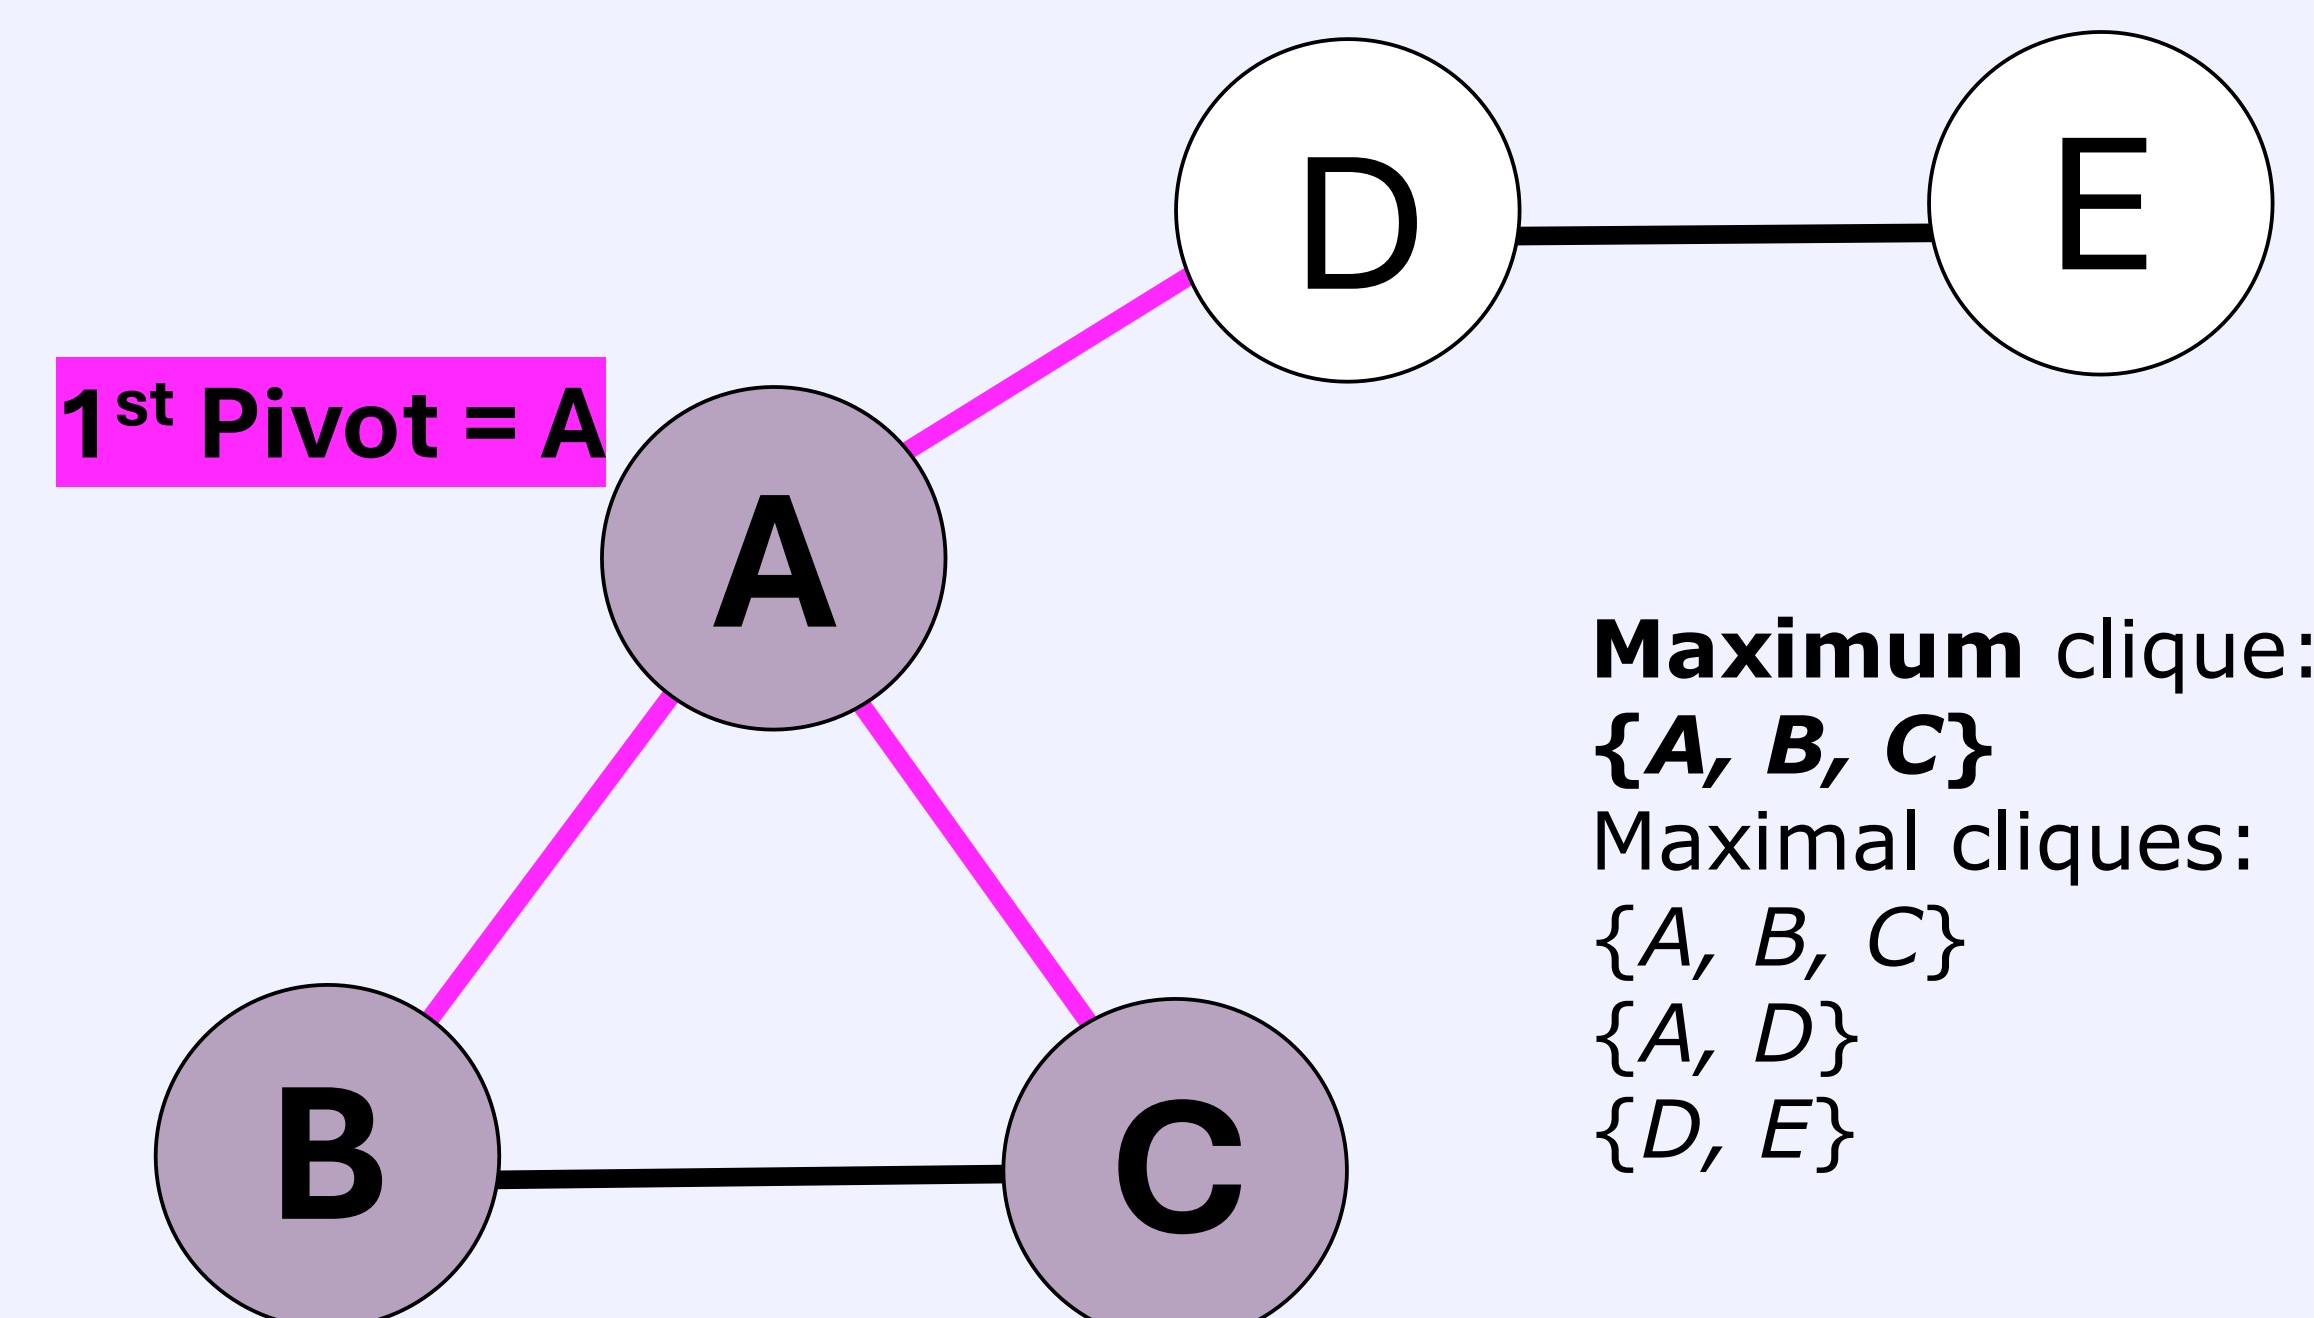 D
E
1st Pivot = A
A
Maximum clique:
{A, B, C}
Maximal cliques:
{A, B, C}
{A, D}
{D, E}
B
C